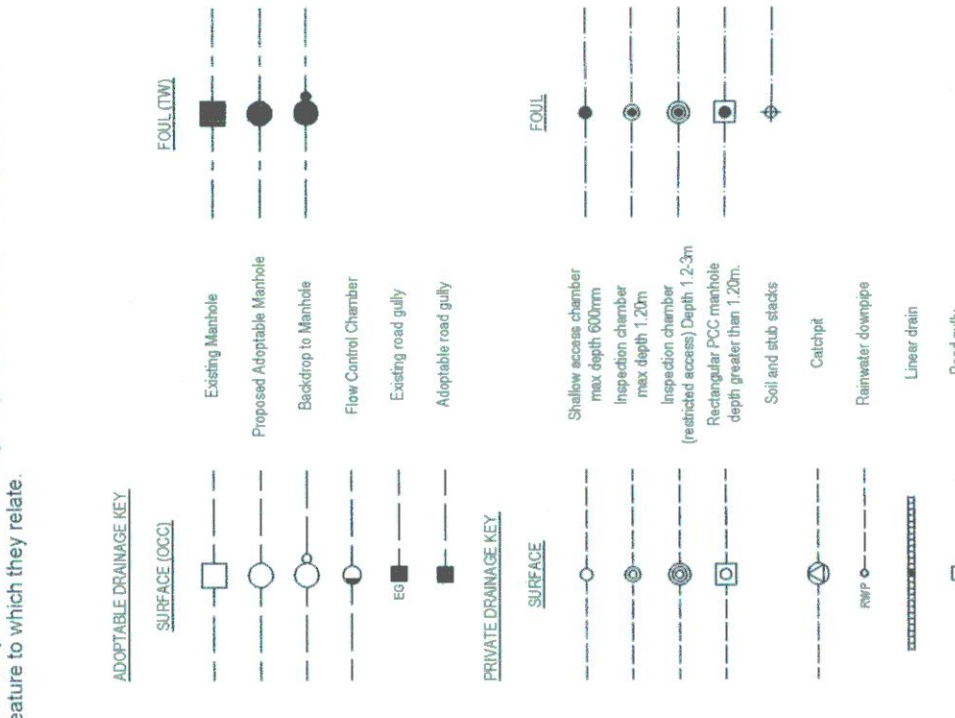 eature to which they relate.
ADOPTABLE DRAINAGE KEY
SURFACE (OCC)
FOUL (TW)
Existing Manhole
Proposed Adoptable Manhole
Backdrop to Manhole
Flow Control Chamber
EG
Existing road gully
Adoptable road gully
PRIVATE DRAINAGE KEY
SURFACE
FOUL
Shallow access chamber
max depth 600mm
Inspection chamber
max depth 1.20m
Inspection chamber
(restricted access) Depth 1.2-3m
Rectangular PCC manhole
depth greater than 1.20m.
Soil and stub stacks
Catchpit
RWP
Rainwater downpipe
Linear drain